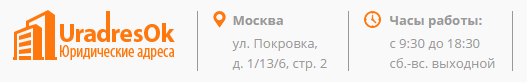 UradresOk
Юридические адреса
Москва
ул. Покровка,
д. 1/13/6, стр. 2
Часы работы:
с 9:30 до 18:30
сб.-вс. выходной